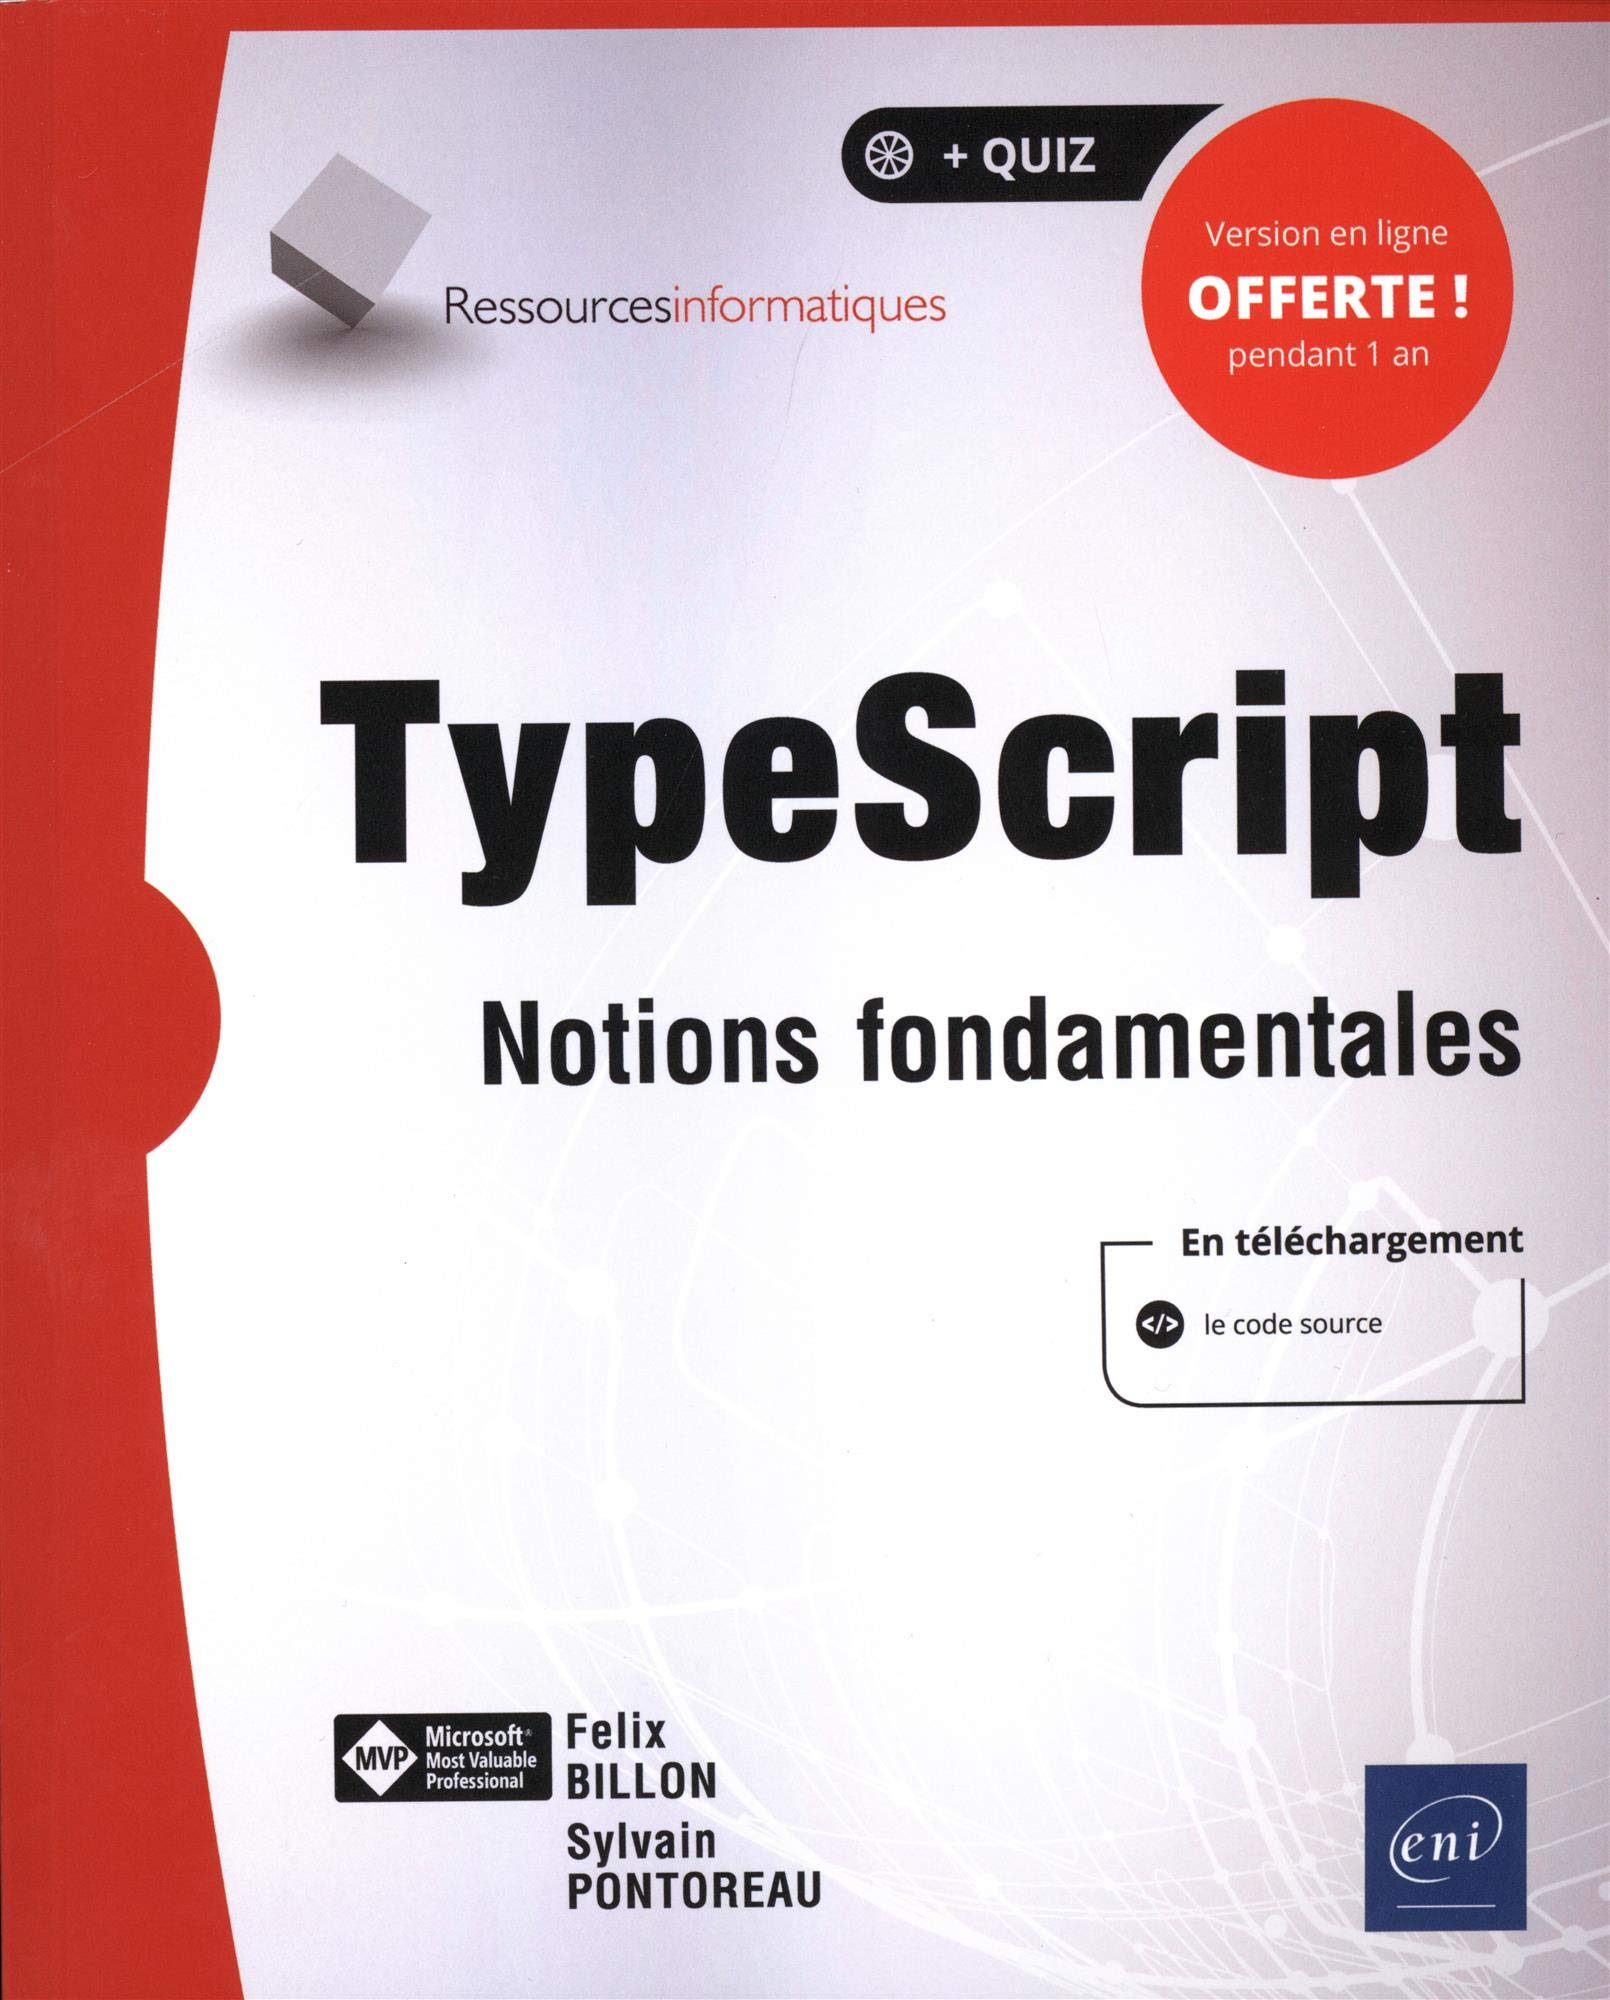 + QUIZ
Version en ligne
OFFERTE !
pendant 1 an
Ressourcesinformatiques
TypeScript
Notions fondamentales
En téléchargement
</> le code source
MVP
Microsoft®
Most Valuable
Professional
Felix
BILLON
Sylvain
PONTOREAU
eni